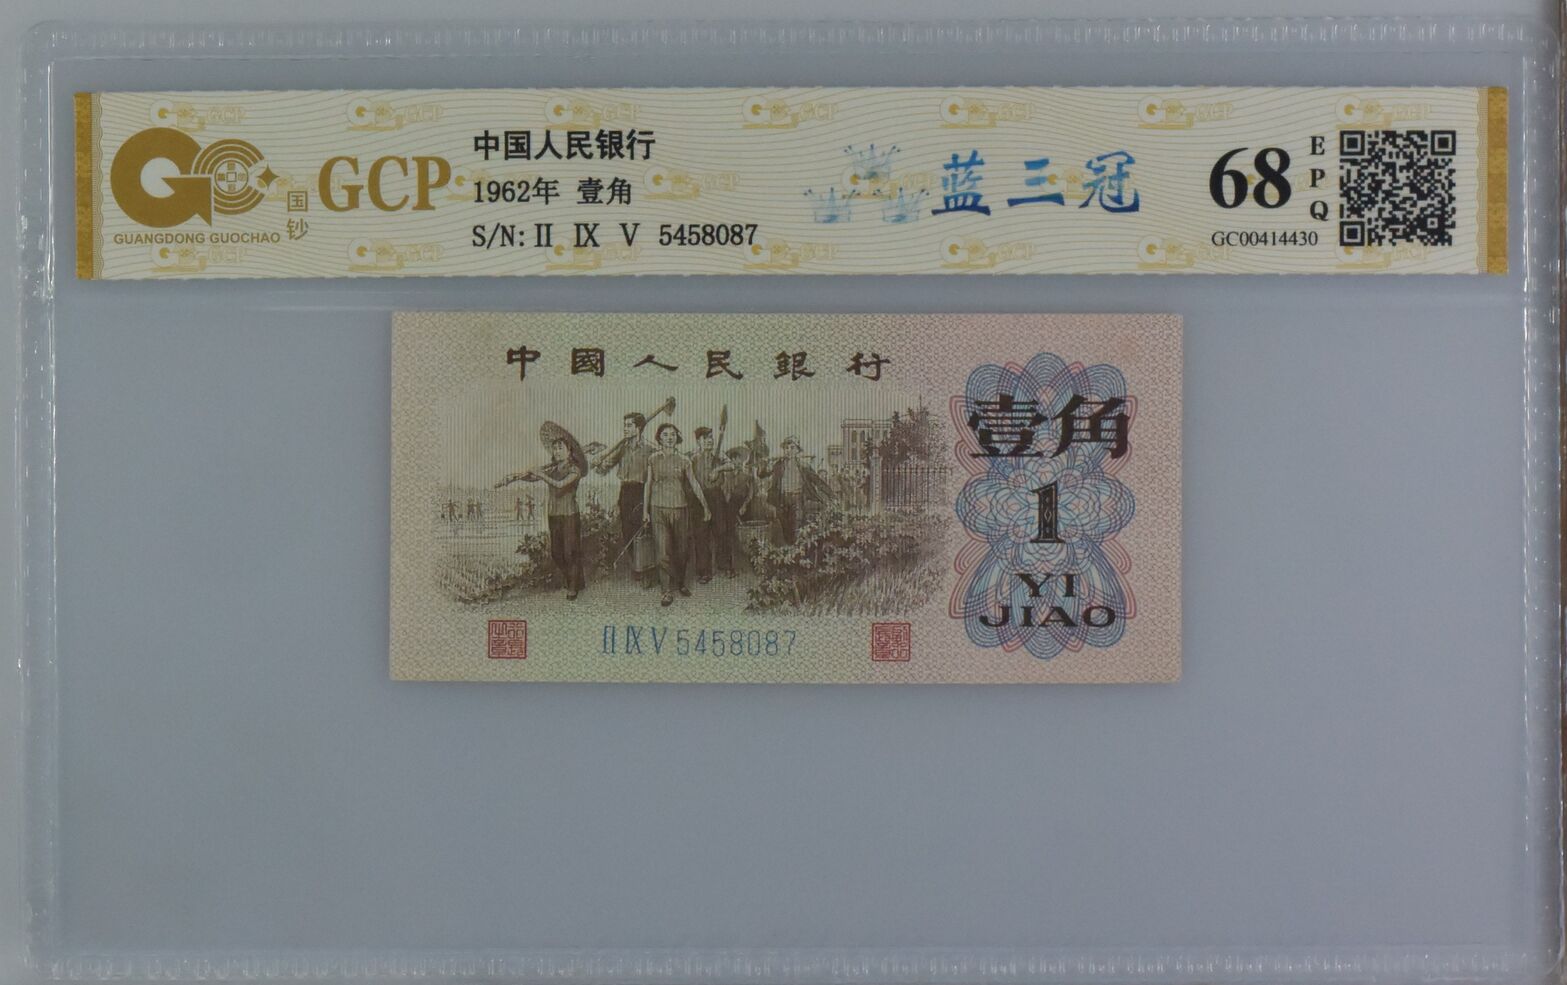 GCP
国钞
GUANGDONG GUOCHAO
中国人民银行
1962年 壹角
S/N: II IX V 5458087
蓝三冠
68
EPQ
GC00414430
中國人民銀行
壹角
1
YI
JIAO
II IX V 5458087